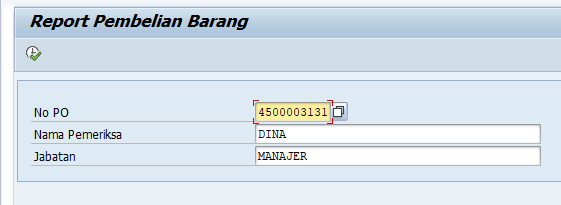 Report Pembelian Barang
No PO 4500003131
Nama Pemeriksa DINA
Jabatan MANAJER